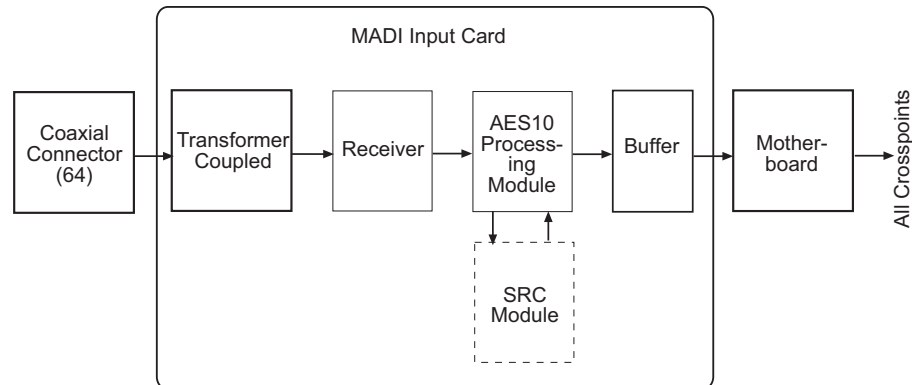 MADI Input Card
Coaxial
Connector
(64)
Transformer
Coupled
Receiver
AES10
Process-
ing
Module
Buffer
Mother-
board
All Crosspoints
SRC
Module